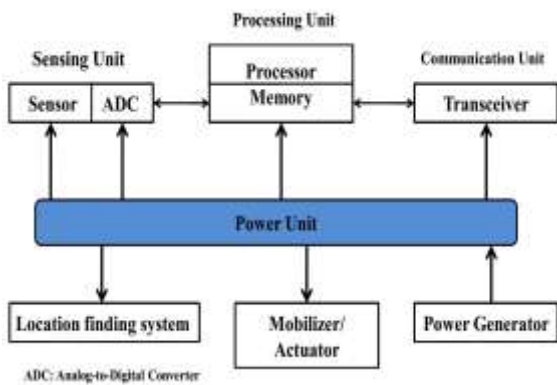 Processing Unit
Sensing Unit
Communication Unit
Processor
Sensor
ADC
Memory
Transceiver
Power Unit
Location finding system
Mobilizer/
Actuator
Power Generator
ADC: Analog-to-Digital Converter